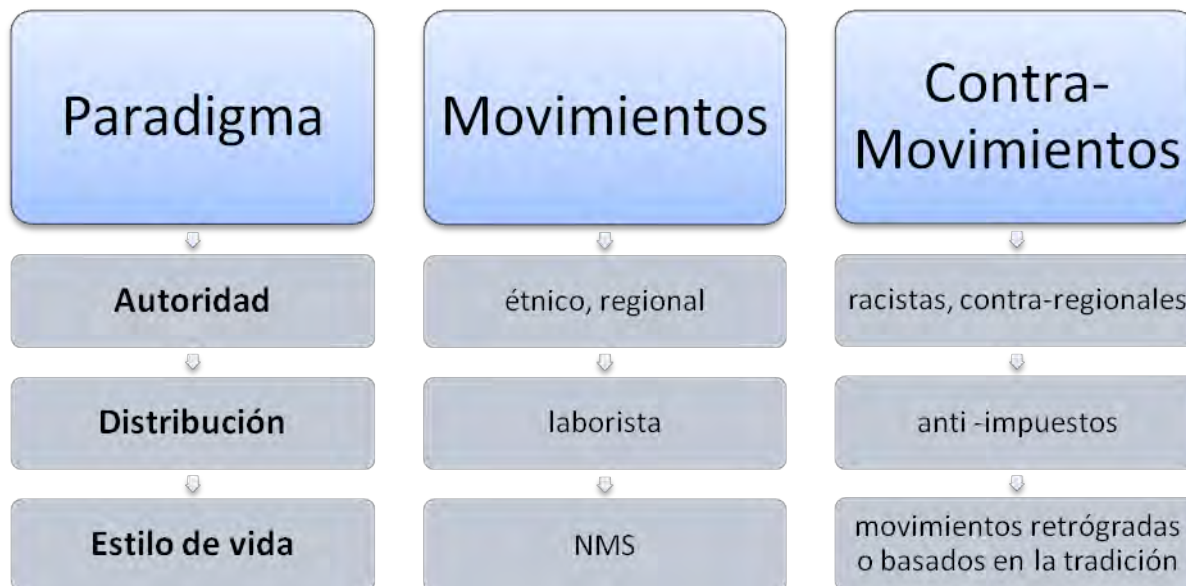 Paradigma
Movimientos
Contra-
Movimientos
Autoridad
étnico, regional
racistas, contra-regionales
Distribución
laborista
anti -impuestos
Estilo de vida
NMS
movimientos retrógradas
o basados en la tradición